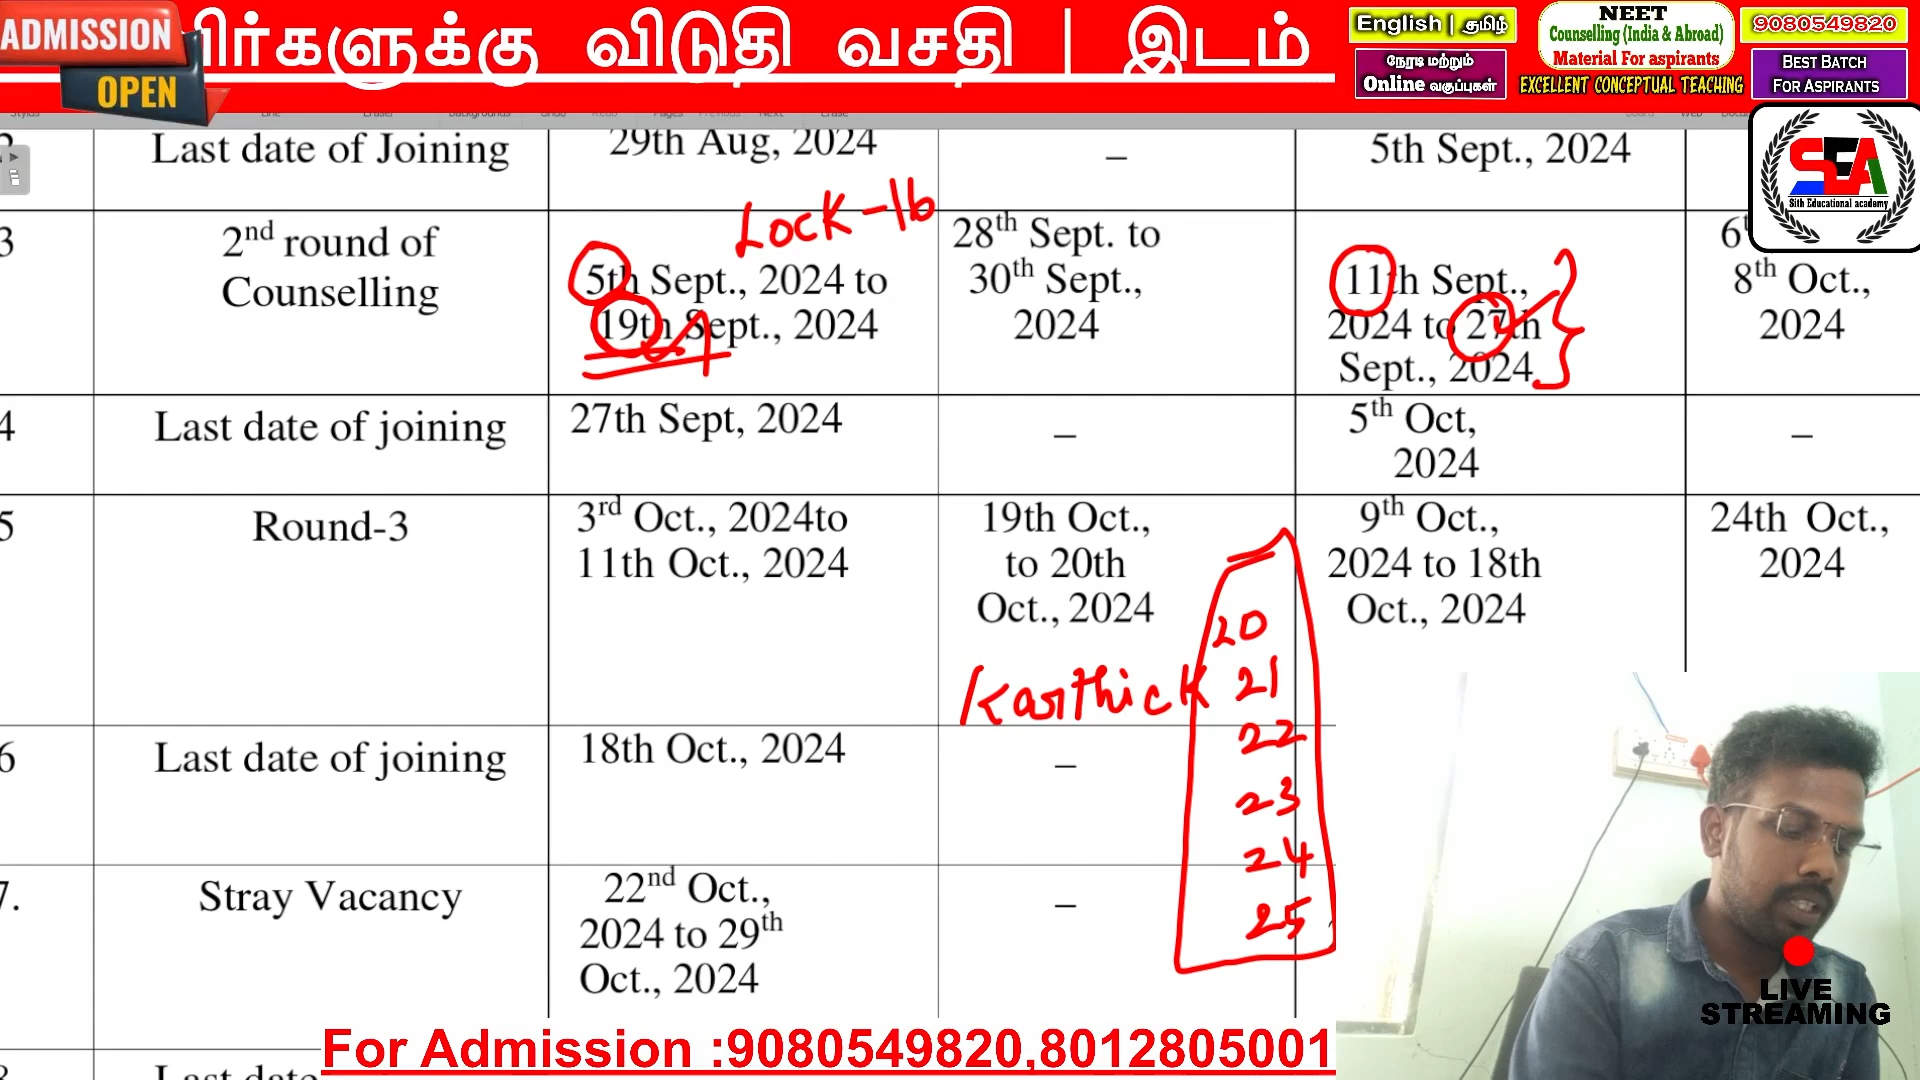 ADMISSION
OPEN
ிர்களுக்கு விடுதி வசதி | இடம்
English | தமிழ்
நேரடி மற்றும்
Online வகுப்புகள்
NEET
Counselling (India & Abroad)
Material For aspirants
EXCELLENT CONCEPTUAL TEACHING
9080549820
BEST BATCH
FOR ASPIRANTS
SEA
Sith Educational academy
Last date of Joining
29th Aug, 2024
–
5th Sept., 2024
3
2nd round of
Counselling
Lock-16
5th Sept., 2024 to
19th Sept., 2024
28th Sept. to
30th Sept.,
2024
11th Sept.,
2024 to 27th
Sept., 2024
8th Oct.,
2024
4
Last date of joining
27th Sept, 2024
–
5th Oct,
2024
–
5
Round-3
3rd Oct., 2024to
11th Oct., 2024
19th Oct.,
to 20th
Oct., 2024
9th Oct.,
2024 to 18th
Oct., 2024
24th Oct.,
2024
Karthick
20
21
22
23
24
25
6
Last date of joining
18th Oct., 2024
–
7.
Stray Vacancy
22nd Oct.,
2024 to 29th
Oct., 2024
–
Last date
For Admission :9080549820,8012805001
LIVE
STREAMING